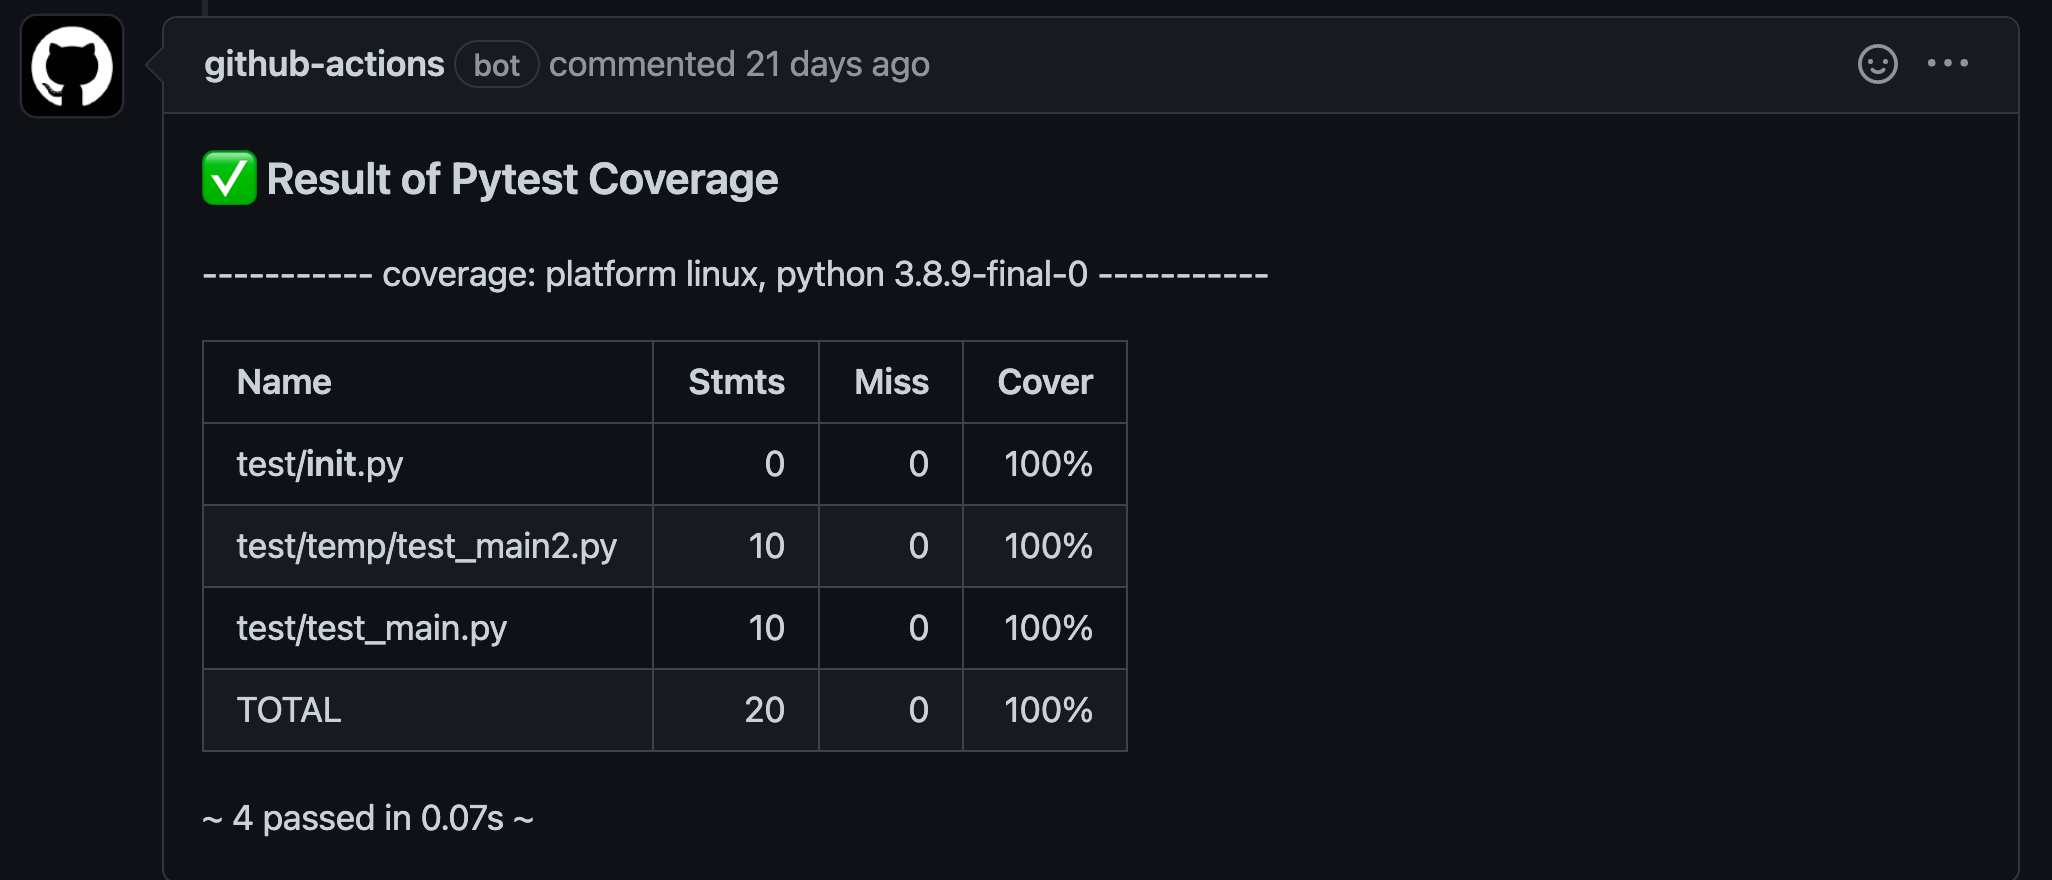 github-actions bot commented 21 days ago
✅ Result of Pytest Coverage
----------- coverage: platform linux, python 3.8.9-final-0 -----------
Name Stmts Miss Cover
test/init.py 0 0 100%
test/temp/test_main2.py 10 0 100%
test/test_main.py 10 0 100%
TOTAL 20 0 100%
~ 4 passed in 0.07s ~